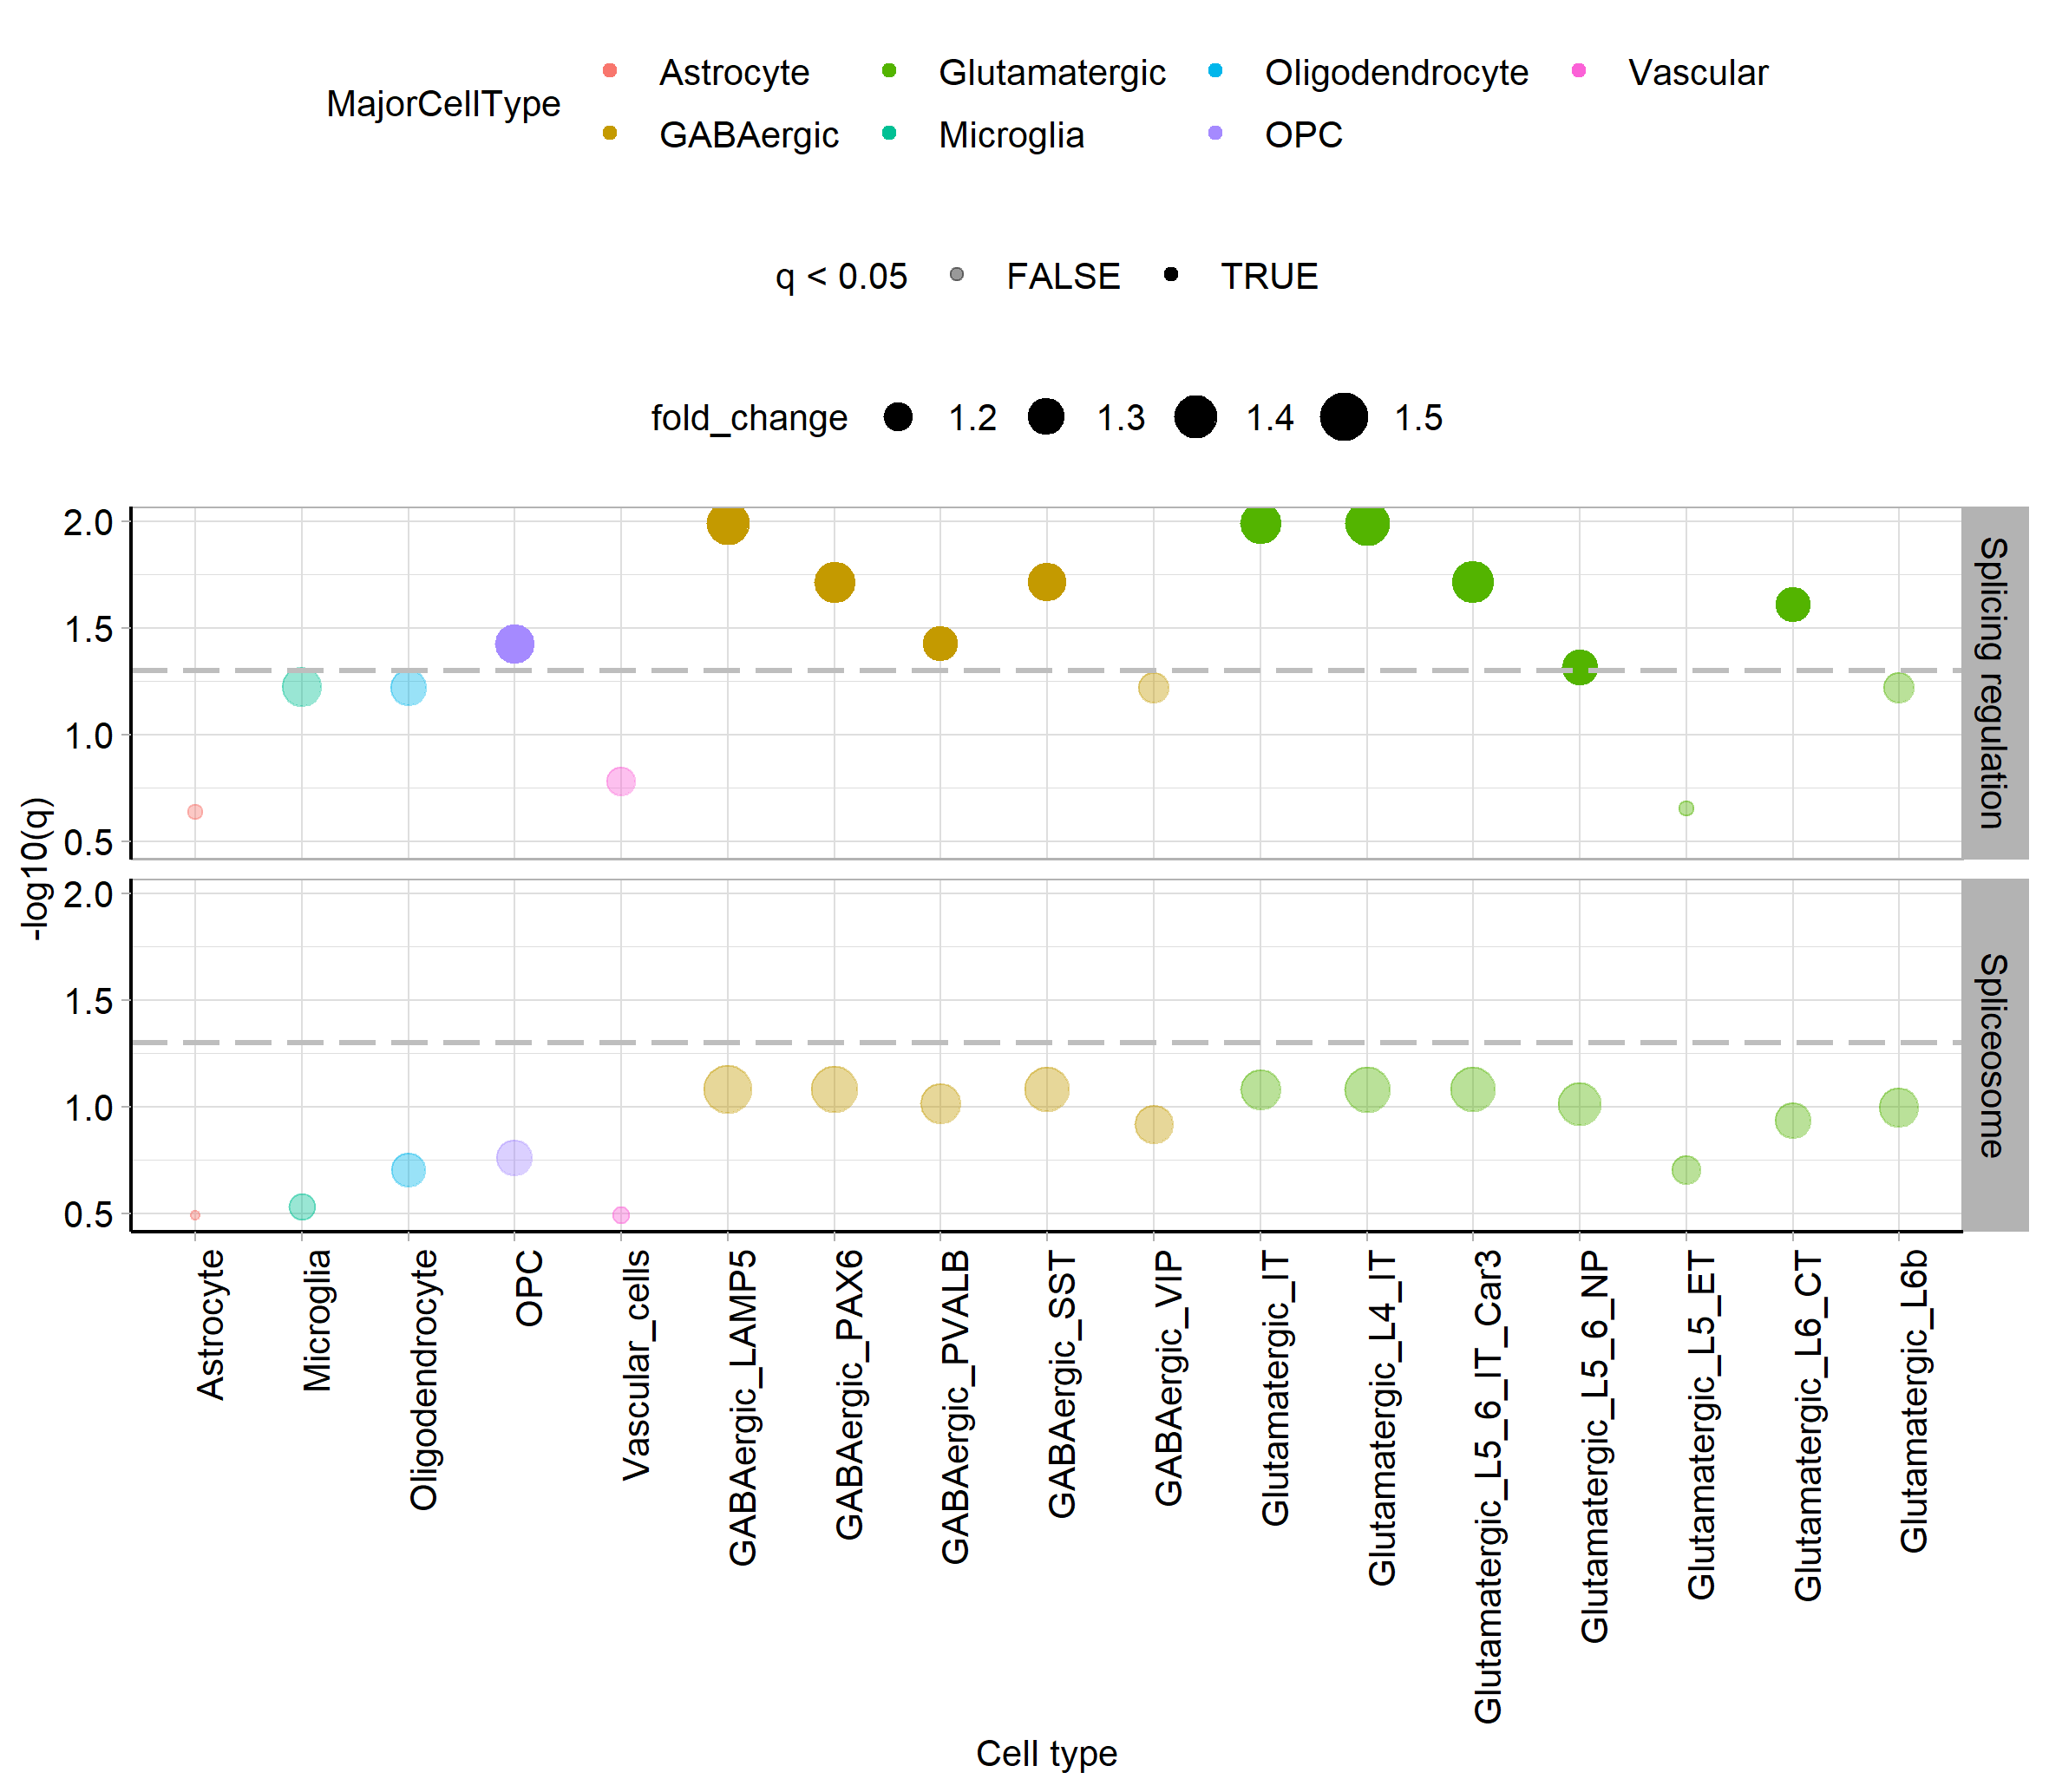 MajorCellType
Astrocyte Glutamatergic Oligodendrocyte Vascular
GABAergic Microglia OPC
q < 0.05 FALSE TRUE
fold_change 1.2 1.3 1.4 1.5
-log10(q)
2.0
1.5
1.0
0.5
Splicing regulation
2.0
1.5
1.0
0.5
Spliceosome
Astrocyte
Microglia
Oligodendrocyte
OPC
Vascular_cells
GABAergic_LAMP5
GABAergic_PAX6
GABAergic_PVALB
GABAergic_SST
GABAergic_VIP
Glutamatergic_IT
Glutamatergic_L4_IT
Glutamatergic_L5_6_IT_Car3
Glutamatergic_L5_6_NP
Glutamatergic_L5_ET
Glutamatergic_L6_CT
Glutamatergic_L6b
Cell type